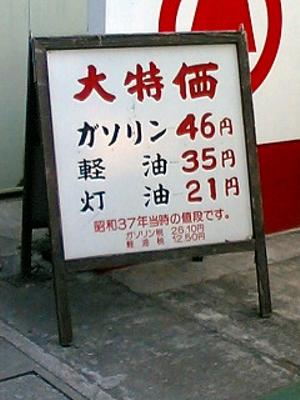 大特価
ガソリン 46円
軽油 35円
灯油 21円
昭和37年当時の値段です。
ガソリン税 26.10円
軽油税 12.50円